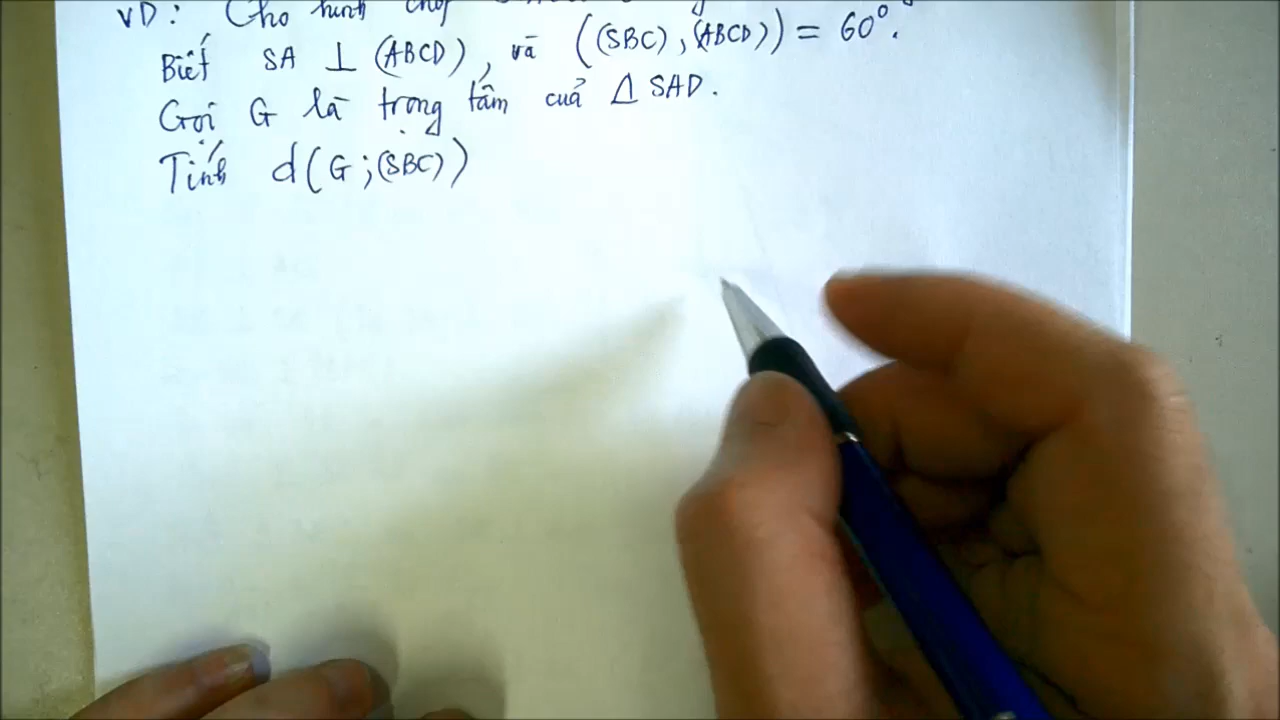 VD: Cho hình chóp
Biết SA ⊥ (ABCD), và ((SBC),(ABCD)) = 60°.
Gọi G là trọng tâm của Δ SAD.
Tính d(G;(SBC))